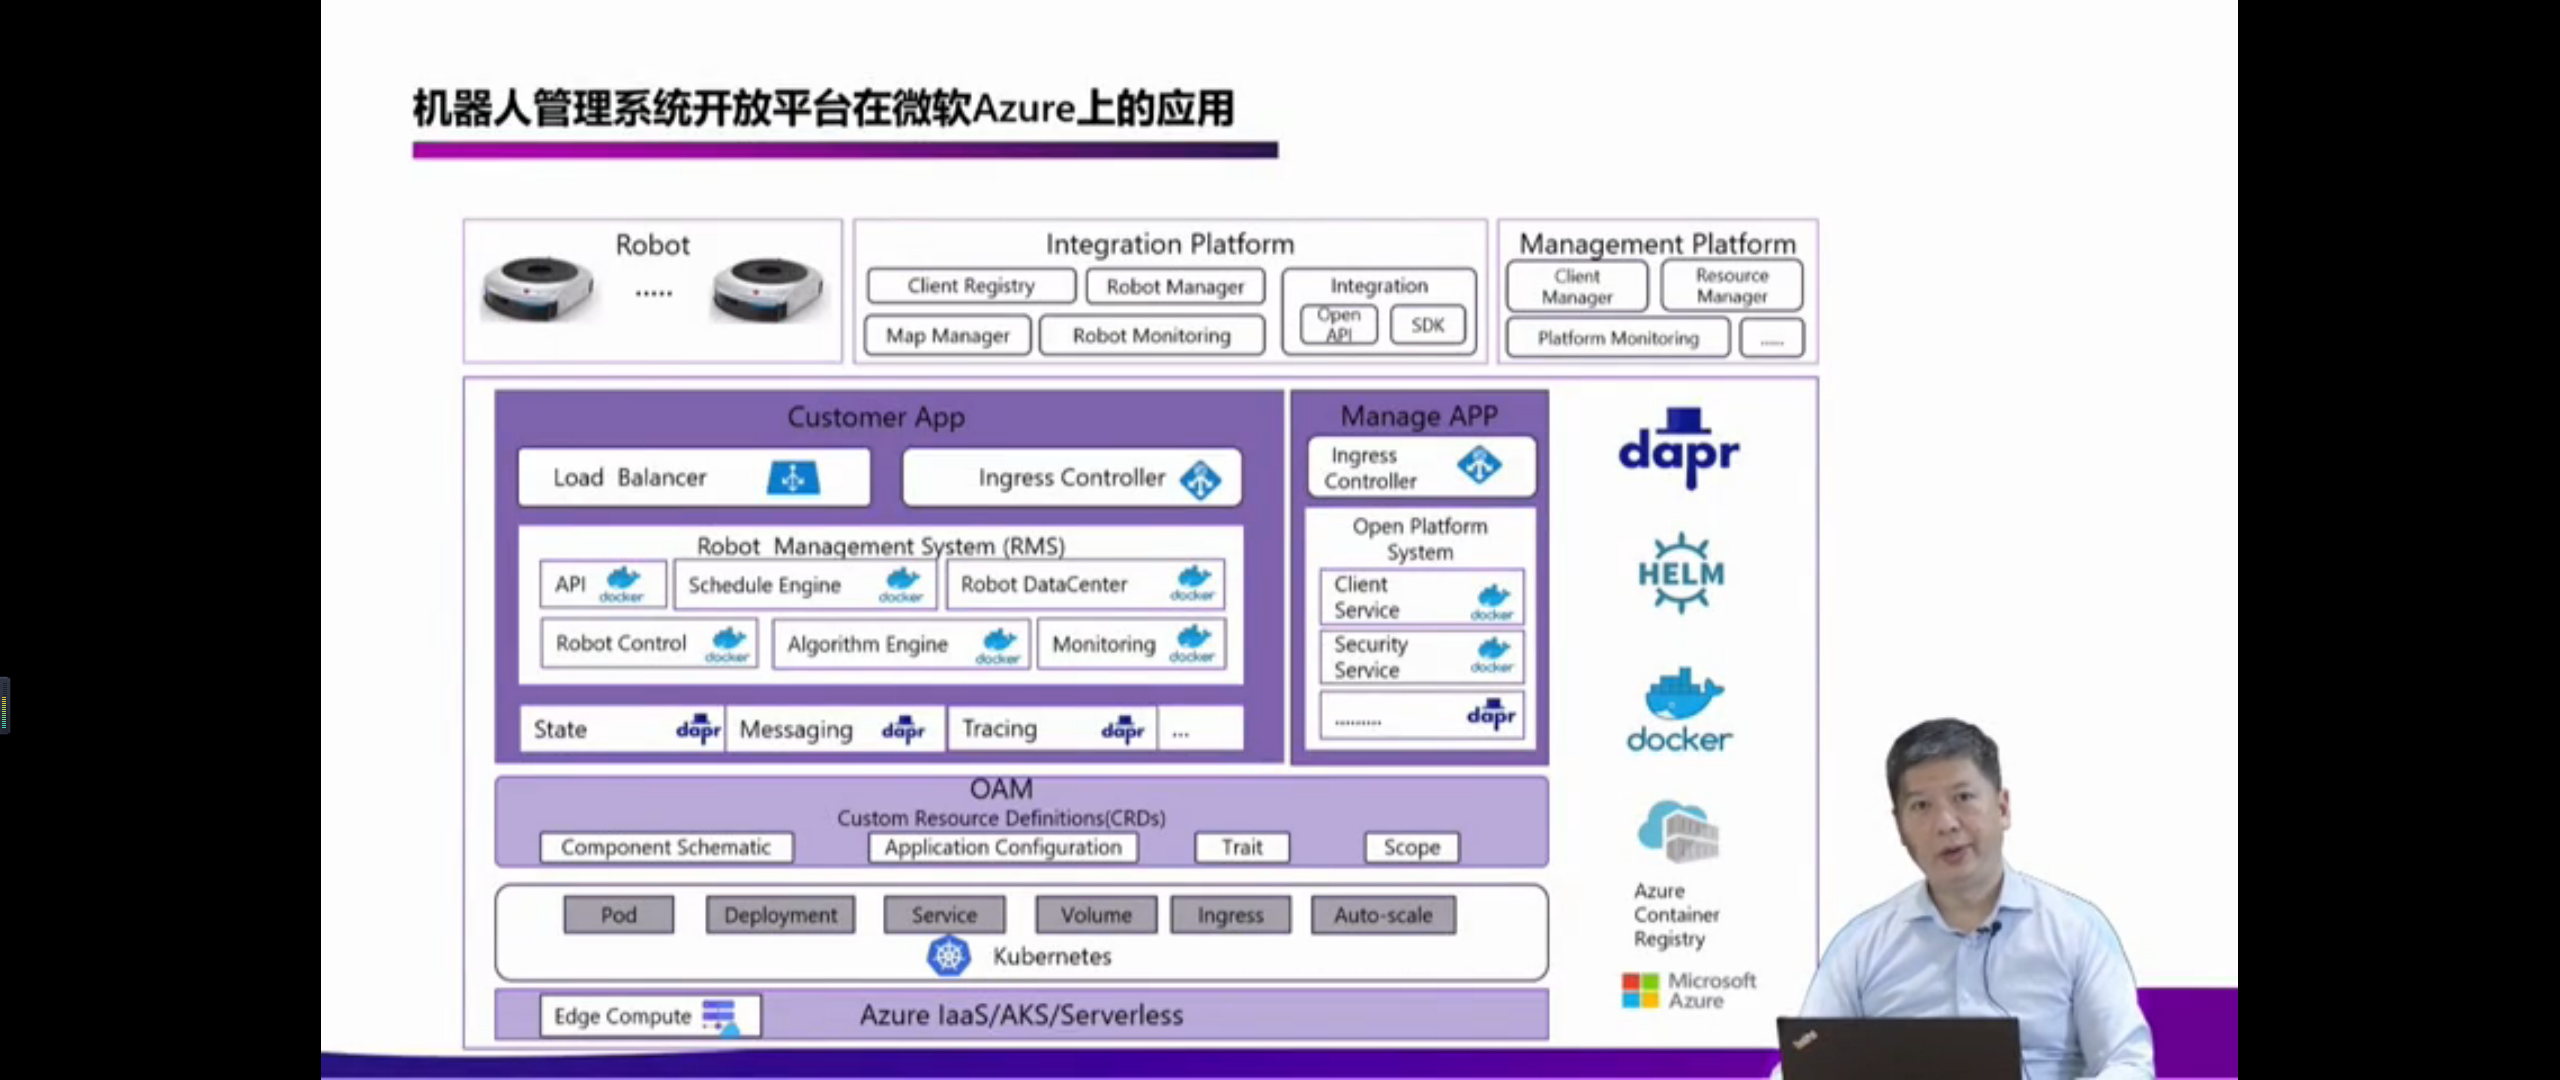 机器人管理系统开放平台在微软Azure上的应用
Robot
.....
Integration Platform
Client Registry
Robot Manager
Map Manager
Robot Monitoring
Integration
Open
API
SDK
Management Platform
Client
Manager
Resource
Manager
Platform Monitoring
.....
Customer App
Load Balancer
Ingress Controller
Robot Management System (RMS)
API
docker
Schedule Engine
docker
Robot DataCenter
docker
Robot Control
docker
Algorithm Engine
docker
Monitoring
docker
State
dapr
Messaging
dapr
Tracing
dapr
...
Manage APP
Ingress
Controller
Open Platform
System
Client
Service
docker
Security
Service
docker
.........
dapr
OAM
Custom Resource Definitions(CRDs)
Component Schematic
Application Configuration
Trait
Scope
Pod
Deployment
Service
Volume
Ingress
Auto-scale
Kubernetes
Edge Compute
Azure IaaS/AKS/Serverless
dapr
HELM
docker
Azure
Container
Registry
Microsoft
Azure